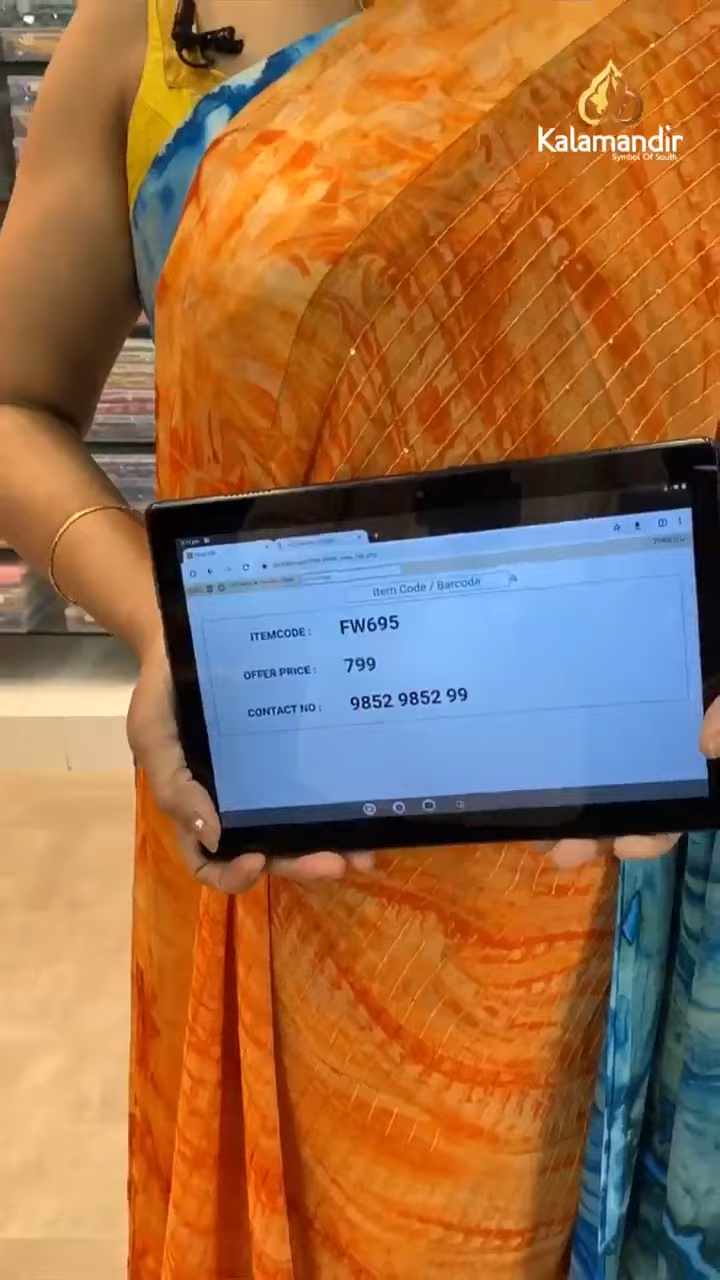 Kalamandir
Symbol Of South
Item Code / Barcode
ITEMCODE : FW695
OFFER PRICE : 799
CONTACT NO : 9852 9852 99